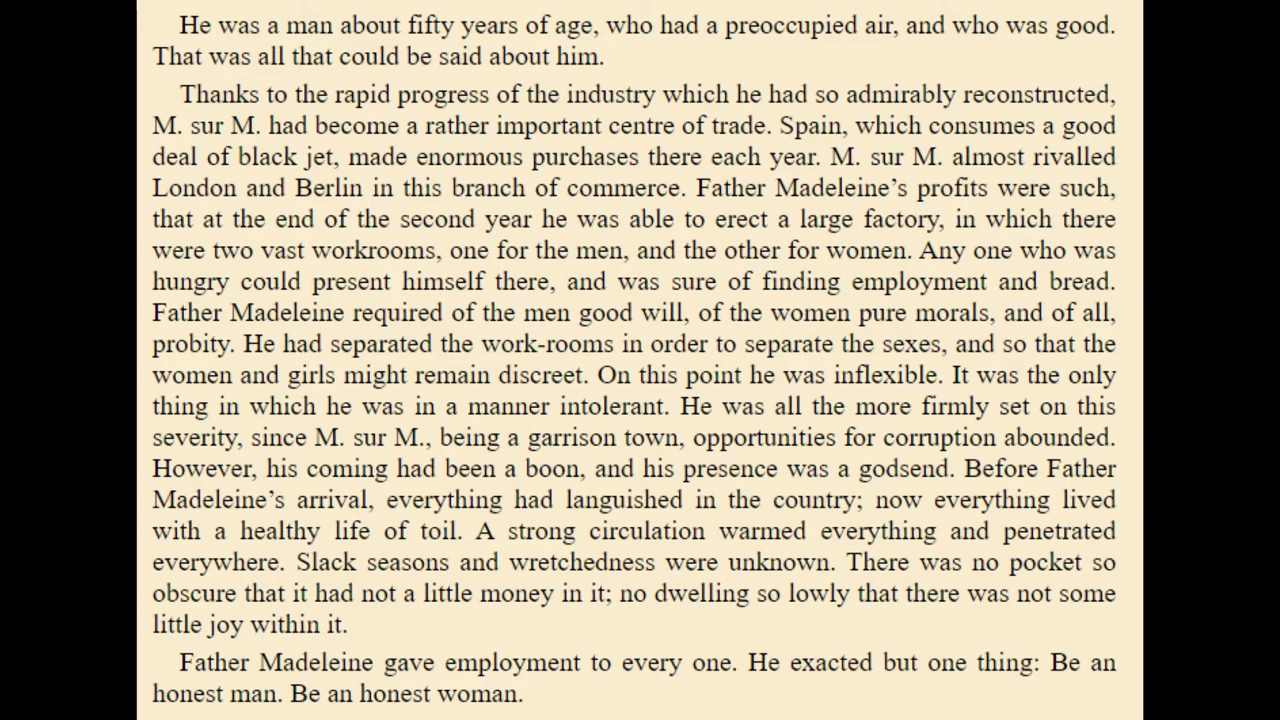 He was a man about fifty years of age, who had a preoccupied air, and who was good.
That was all that could be said about him.
Thanks to the rapid progress of the industry which he had so admirably reconstructed,
M. sur M. had become a rather important centre of trade. Spain, which consumes a good
deal of black jet, made enormous purchases there each year. M. sur M. almost rivalled
London and Berlin in this branch of commerce. Father Madeleine’s profits were such,
that at the end of the second year he was able to erect a large factory, in which there
were two vast workrooms, one for the men, and the other for women. Any one who was
hungry could present himself there, and was sure of finding employment and bread.
Father Madeleine required of the men good will, of the women pure morals, and of all,
probity. He had separated the work-rooms in order to separate the sexes, and so that the
women and girls might remain discreet. On this point he was inflexible. It was the only
thing in which he was in a manner intolerant. He was all the more firmly set on this
severity, since M. sur M., being a garrison town, opportunities for corruption abounded.
However, his coming had been a boon, and his presence was a godsend. Before Father
Madeleine’s arrival, everything had languished in the country; now everything lived
with a healthy life of toil. A strong circulation warmed everything and penetrated
everywhere. Slack seasons and wretchedness were unknown. There was no pocket so
obscure that it had not a little money in it; no dwelling so lowly that there was not some
little joy within it.
Father Madeleine gave employment to every one. He exacted but one thing: Be an
honest man. Be an honest woman.